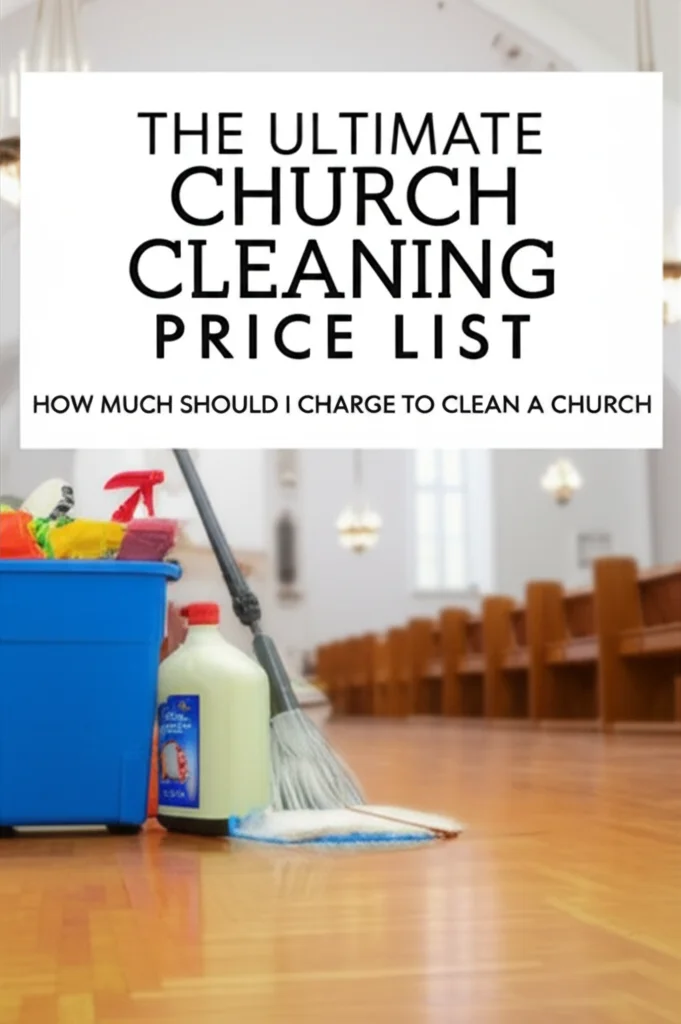 THE ULTIMATE
CHURCH
CLEANING
PRICE LIST
HOW MUCH SHOULD I CHARGE TO CLEAN A CHURCH